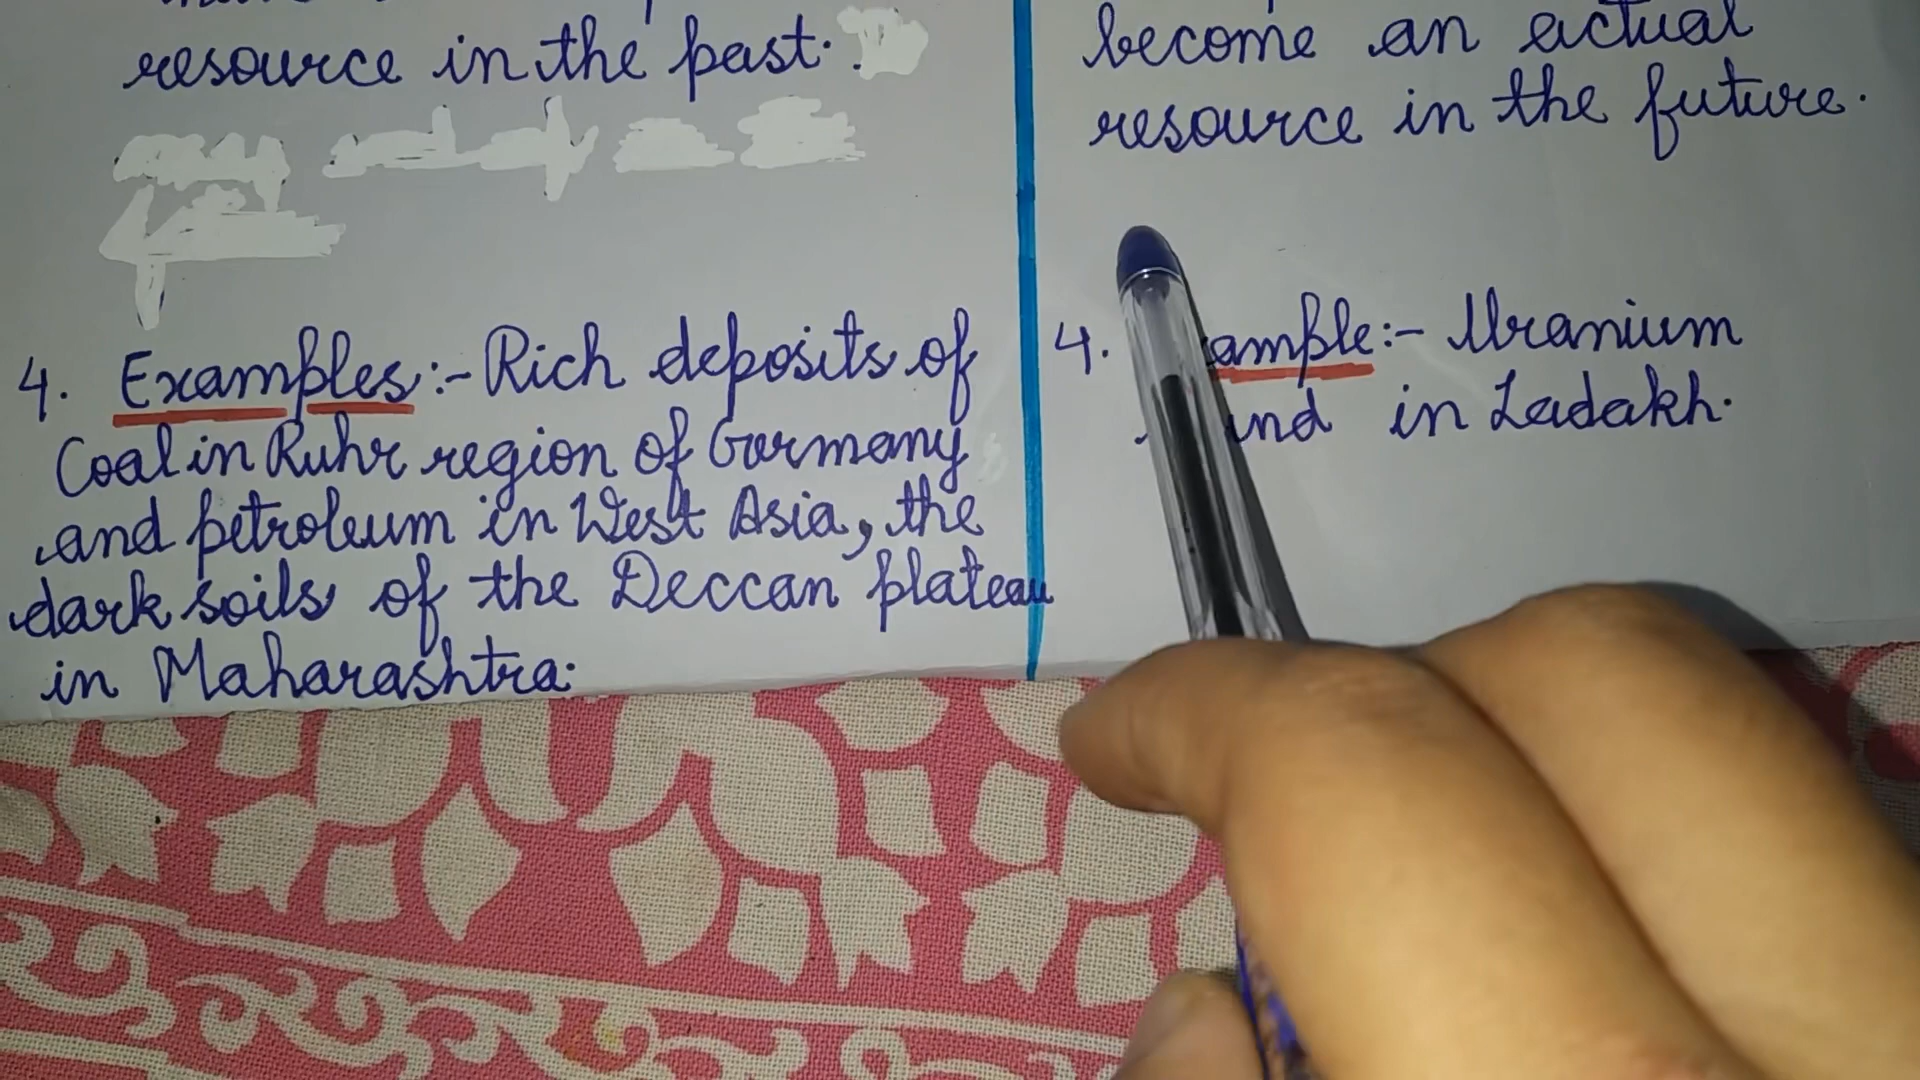 resource in the past.
4. Examples:- Rich deposits of
Coal in Ruhr region of Germany
and petroleum in West Asia, the
dark soils of the Deccan plateau
in Maharashtra.
become an actual
resource in the future.
4. ample:- Uranium
in Ladakh.